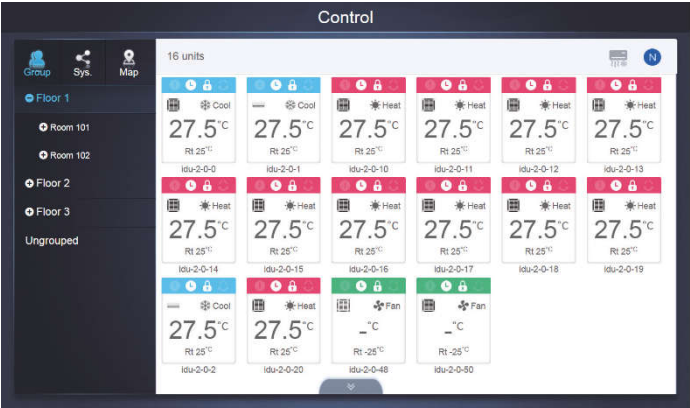 Control
16 units
N
Group Sys. Map
Floor 1
Room 101
Room 102
Floor 2
Floor 3
Ungrouped
Cool Cool Heat Heat Heat Heat
27.5°C 27.5°C 27.5°C 27.5°C 27.5°C 27.5°C
Rt 25°C Rt 25°C Rt 25°C Rt 25°C Rt 25°C Rt 25°C
idu-2-0-0 idu-2-0-1 idu-2-0-10 idu-2-0-11 idu-2-0-12 idu-2-0-13
Heat Heat Heat Heat Heat Heat
27.5°C 27.5°C 27.5°C 27.5°C 27.5°C 27.5°C
Rt 25°C Rt 25°C Rt 25°C Rt 25°C Rt 25°C Rt 25°C
idu-2-0-14 idu-2-0-15 idu-2-0-16 idu-2-0-17 idu-2-0-18 idu-2-0-19
Cool Heat Fan Fan
27.5°C 27.5°C _°C _°C
Rt 25°C Rt 25°C Rt -25°C Rt -25°C
idu-2-0-2 idu-2-0-20 idu-2-0-48 idu-2-0-50